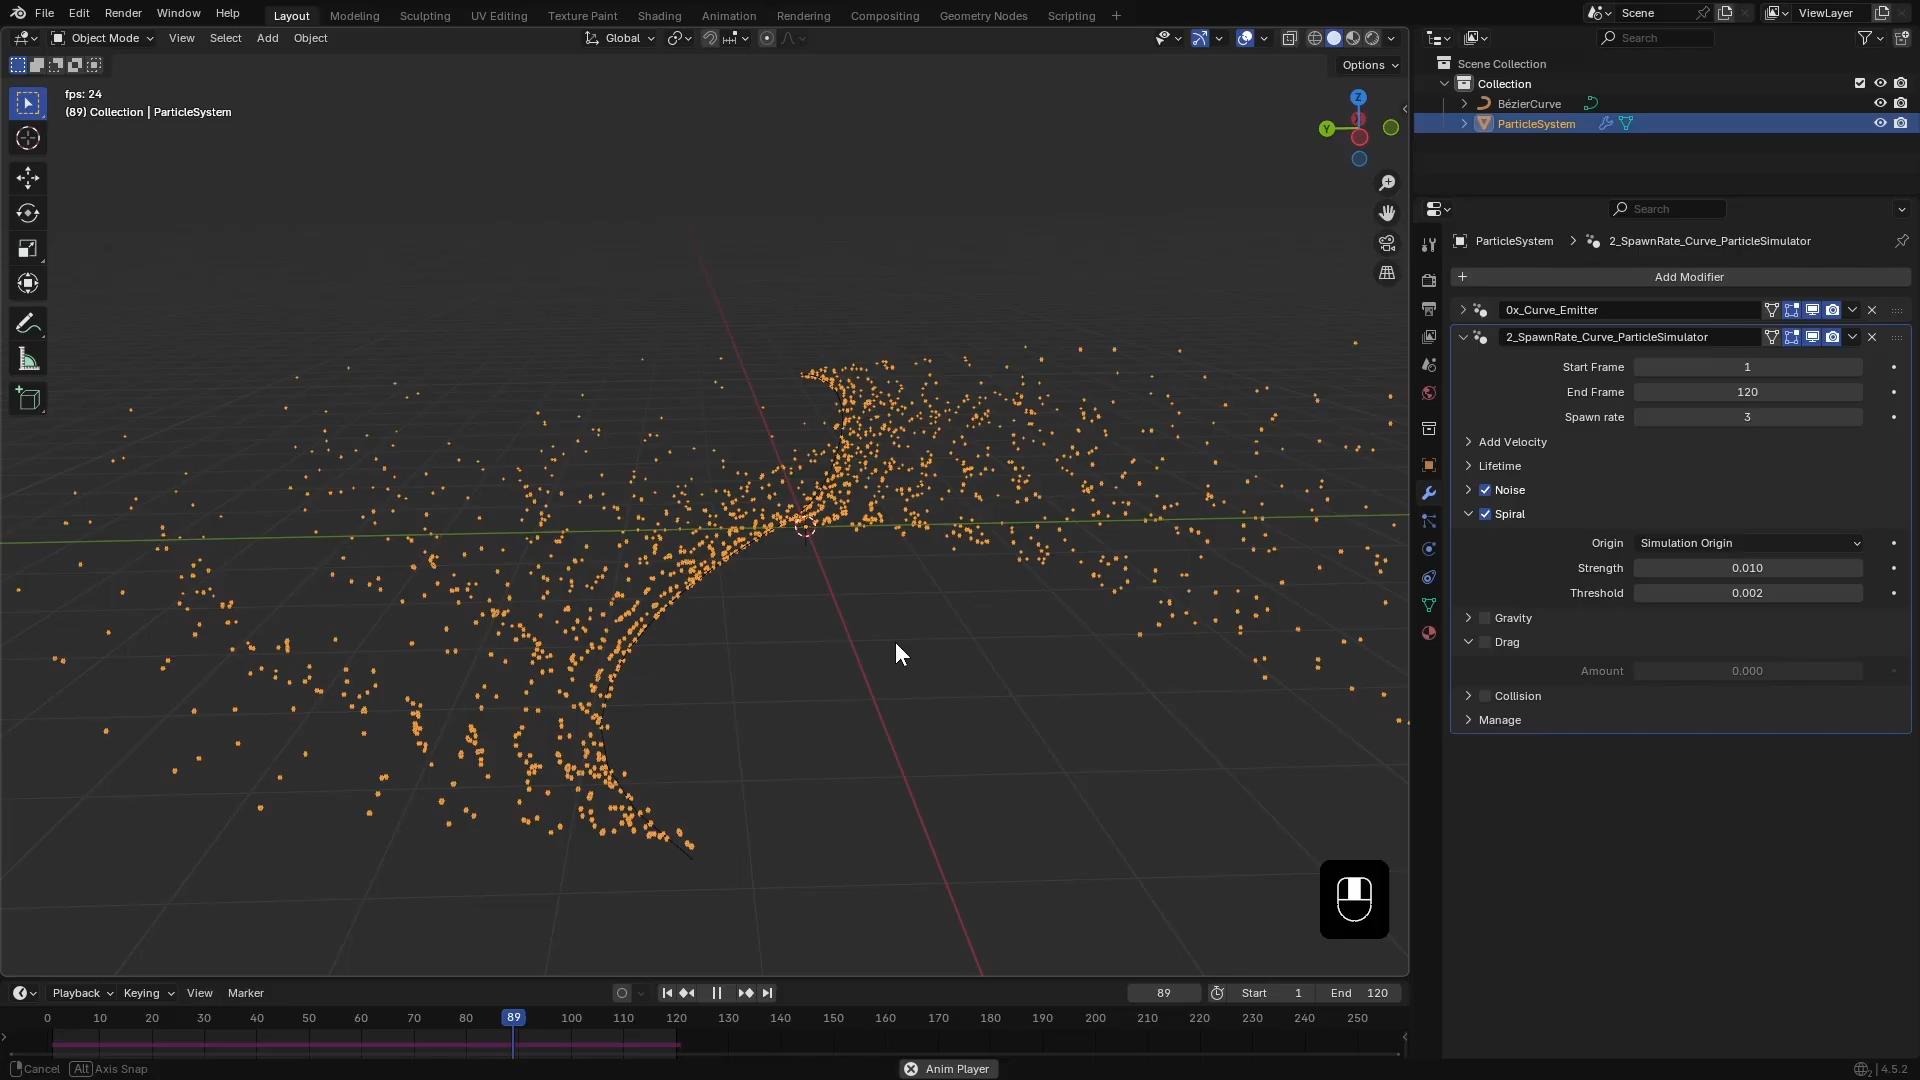 File Edit Render Window Help Layout Modeling Sculpting UV Editing Texture Paint Shading Animation Rendering Compositing Geometry Nodes Scripting Scene ViewLayer
Object Mode View Select Add Object Global Search
Options
fps: 24
(89) Collection | ParticleSystem
Z
Y
Scene Collection
Collection
BézierCurve
ParticleSystem
Search
ParticleSystem 2_SpawnRate_Curve_ParticleSimulator
Add Modifier
0x_Curve_Emitter
2_SpawnRate_Curve_ParticleSimulator
Start Frame 1
End Frame 120
Spawn rate 3
Add Velocity
Lifetime
Noise
Spiral
Origin Simulation Origin
Strength 0.010
Threshold 0.002
Gravity
Drag
Amount 0.000
Collision
Manage
Playback Keying View Marker 89 Start 1 End 120
0 10 20 30 40 50 60 70 80 89 100 110 120 130 140 150 160 170 180 190 200 210 220 230 240 250
Cancel Alt Axis Snap Anim Player 4.5.2